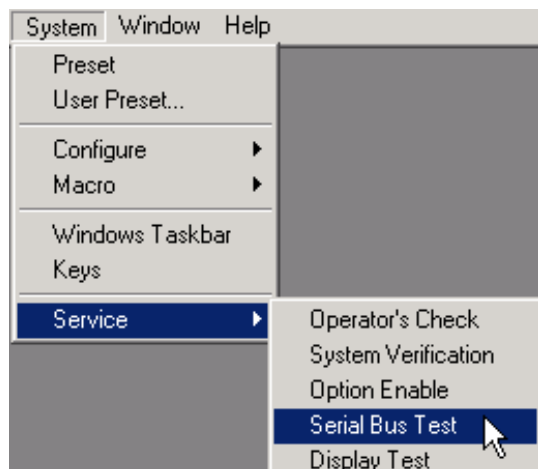 System Window Help
Preset
User Preset...
Configure
Macro
Windows Taskbar
Keys
Service
Operator's Check
System Verification
Option Enable
Serial Bus Test
Display Test